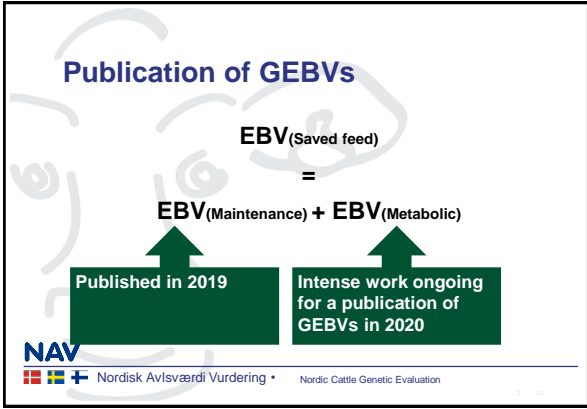 Publication of GEBVs
EBV(Saved feed)
=
EBV(Maintenance) + EBV(Metabolic)
Published in 2019
Intense work ongoing
for a publication of
GEBVs in 2020
NAV
Nordisk Avlsværdi Vurdering • Nordic Cattle Genetic Evaluation